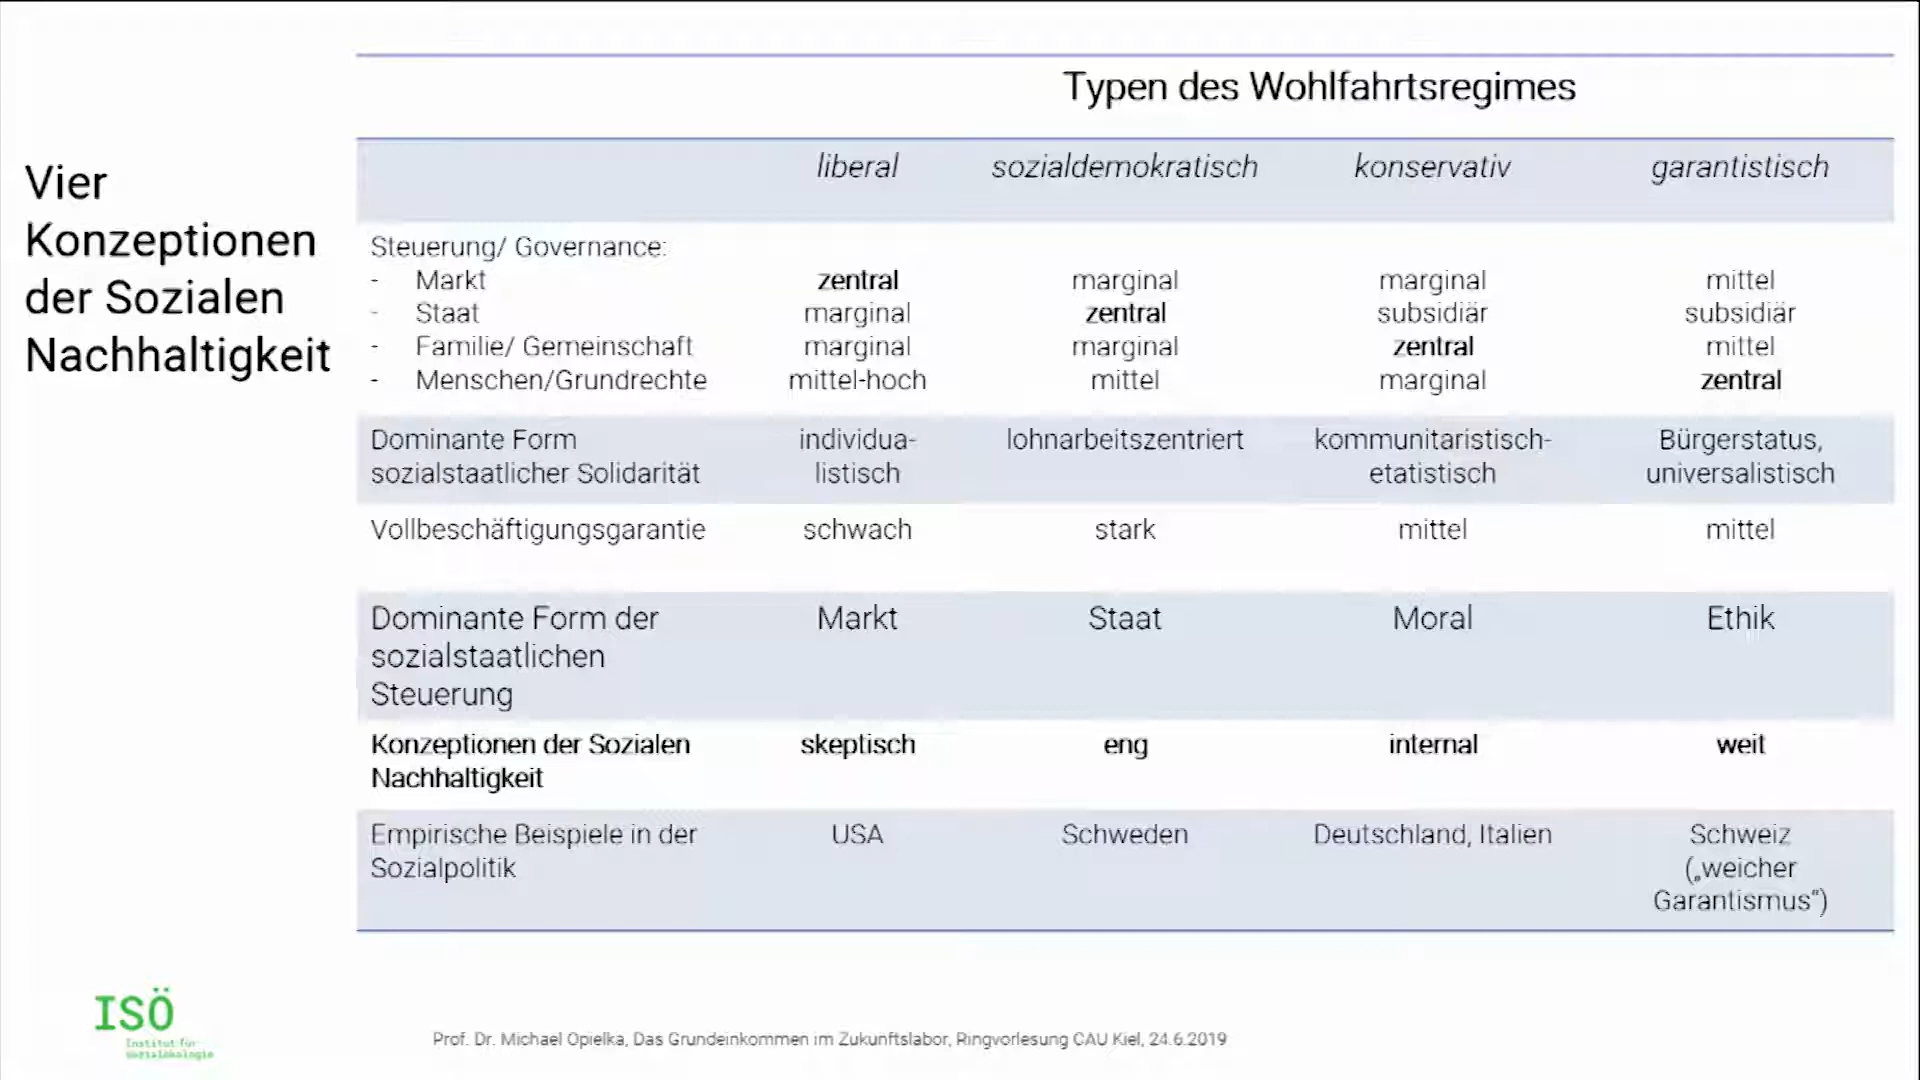 Typen des Wohlfahrtsregimes
Vier
Konzeptionen
der Sozialen
Nachhaltigkeit
liberal sozialdemokratisch konservativ garantistisch
Steuerung/ Governance:
- Markt zentral marginal marginal mittel
- Staat marginal zentral subsidiär subsidiär
- Familie/ Gemeinschaft marginal marginal zentral mittel
- Menschen/Grundrechte mittel-hoch mittel marginal zentral
Dominante Form individua- lohnarbeitszentriert kommunitaristisch- Bürgerstatus,
sozialstaatlicher Solidarität listisch etatistisch universalistisch
Vollbeschäftigungsgarantie schwach stark mittel mittel
Dominante Form der Markt Staat Moral Ethik
sozialstaatlichen
Steuerung
Konzeptionen der Sozialen skeptisch eng internal weit
Nachhaltigkeit
Empirische Beispiele in der USA Schweden Deutschland, Italien Schweiz
Sozialpolitik („weicher
Garantismus“)
ISÖ
Institut für
Sozialökologie
Prof. Dr. Michael Opielka, Das Grundeinkommen im Zukunftslabor, Ringvorlesung CAU Kiel, 24.6.2019